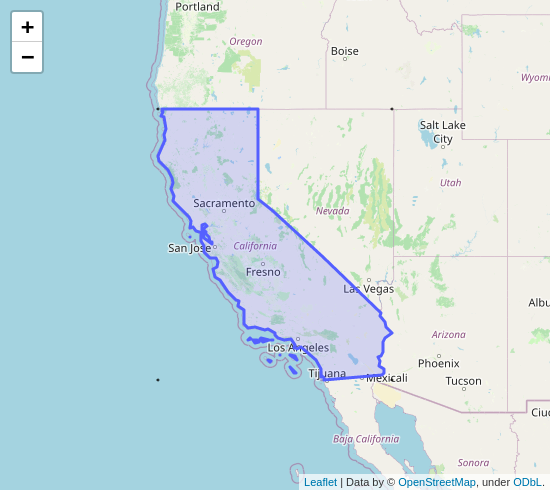 Portland
Oregon
Boise
+
−
Wyomi
Salt Lake
City
Utah
Sacramento
Nevada
San Jose
California
Fresno
Las Vegas
Albu
Arizona
Los Angeles
Phoenix
Tijuana
Mexicali
Tucson
Ciud
Baja California
Sonora
Leaflet | Data by © OpenStreetMap, under ODbL.